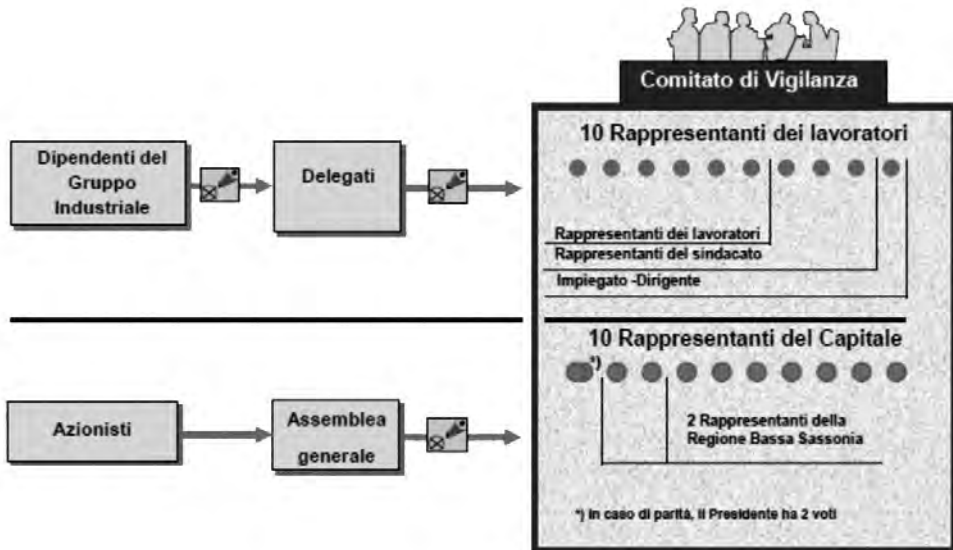 Comitato di Vigilanza
10 Rappresentanti dei lavoratori
Dipendenti del
Gruppo
Industriale
Delegati
Rappresentanti dei lavoratori
Rappresentanti del sindacato
Impiegato -Dirigente
10 Rappresentanti del Capitale
*)
Azionisti
Assemblea
generale
2 Rappresentanti della
Regione Bassa Sassonia
*) in caso di parità, il Presidente ha 2 voti